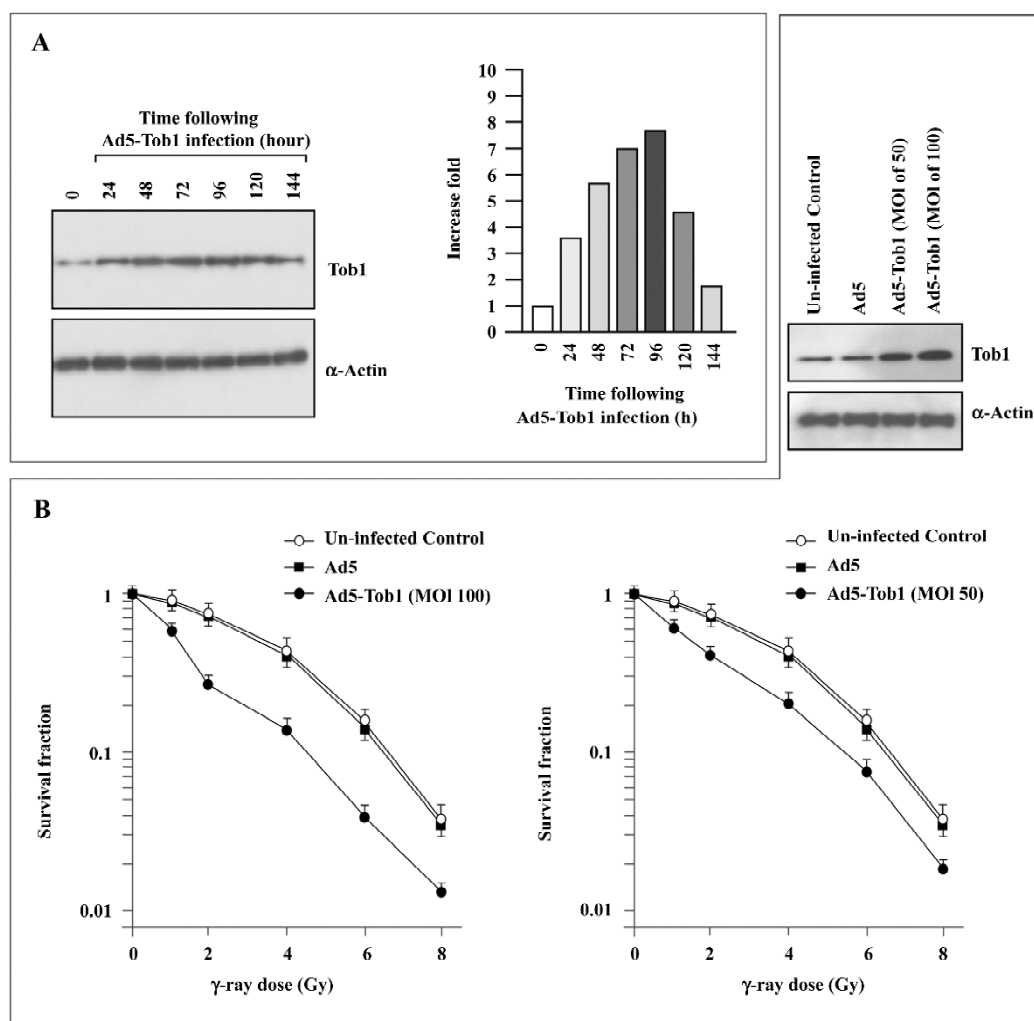 A
Time following
Ad5-Tob1 infection (hour)
0 24 48 72 96 120 144
Tob1
α-Actin
Increase fold
10
9
8
7
6
5
4
3
2
1
0
0 24 48 72 96 120 144
Time following
Ad5-Tob1 infection (h)
Un-infected Control
Ad5
Ad5-Tob1 (MOI of 50)
Ad5-Tob1 (MOI of 100)
Tob1
α-Actin
B
Un-infected Control
Ad5
Ad5-Tob1 (MOI 100)
Survival fraction
1
0.1
0.01
0 2 4 6 8
γ-ray dose (Gy)
Un-infected Control
Ad5
Ad5-Tob1 (MOI 50)
Survival fraction
1
0.1
0.01
0 2 4 6 8
γ-ray dose (Gy)